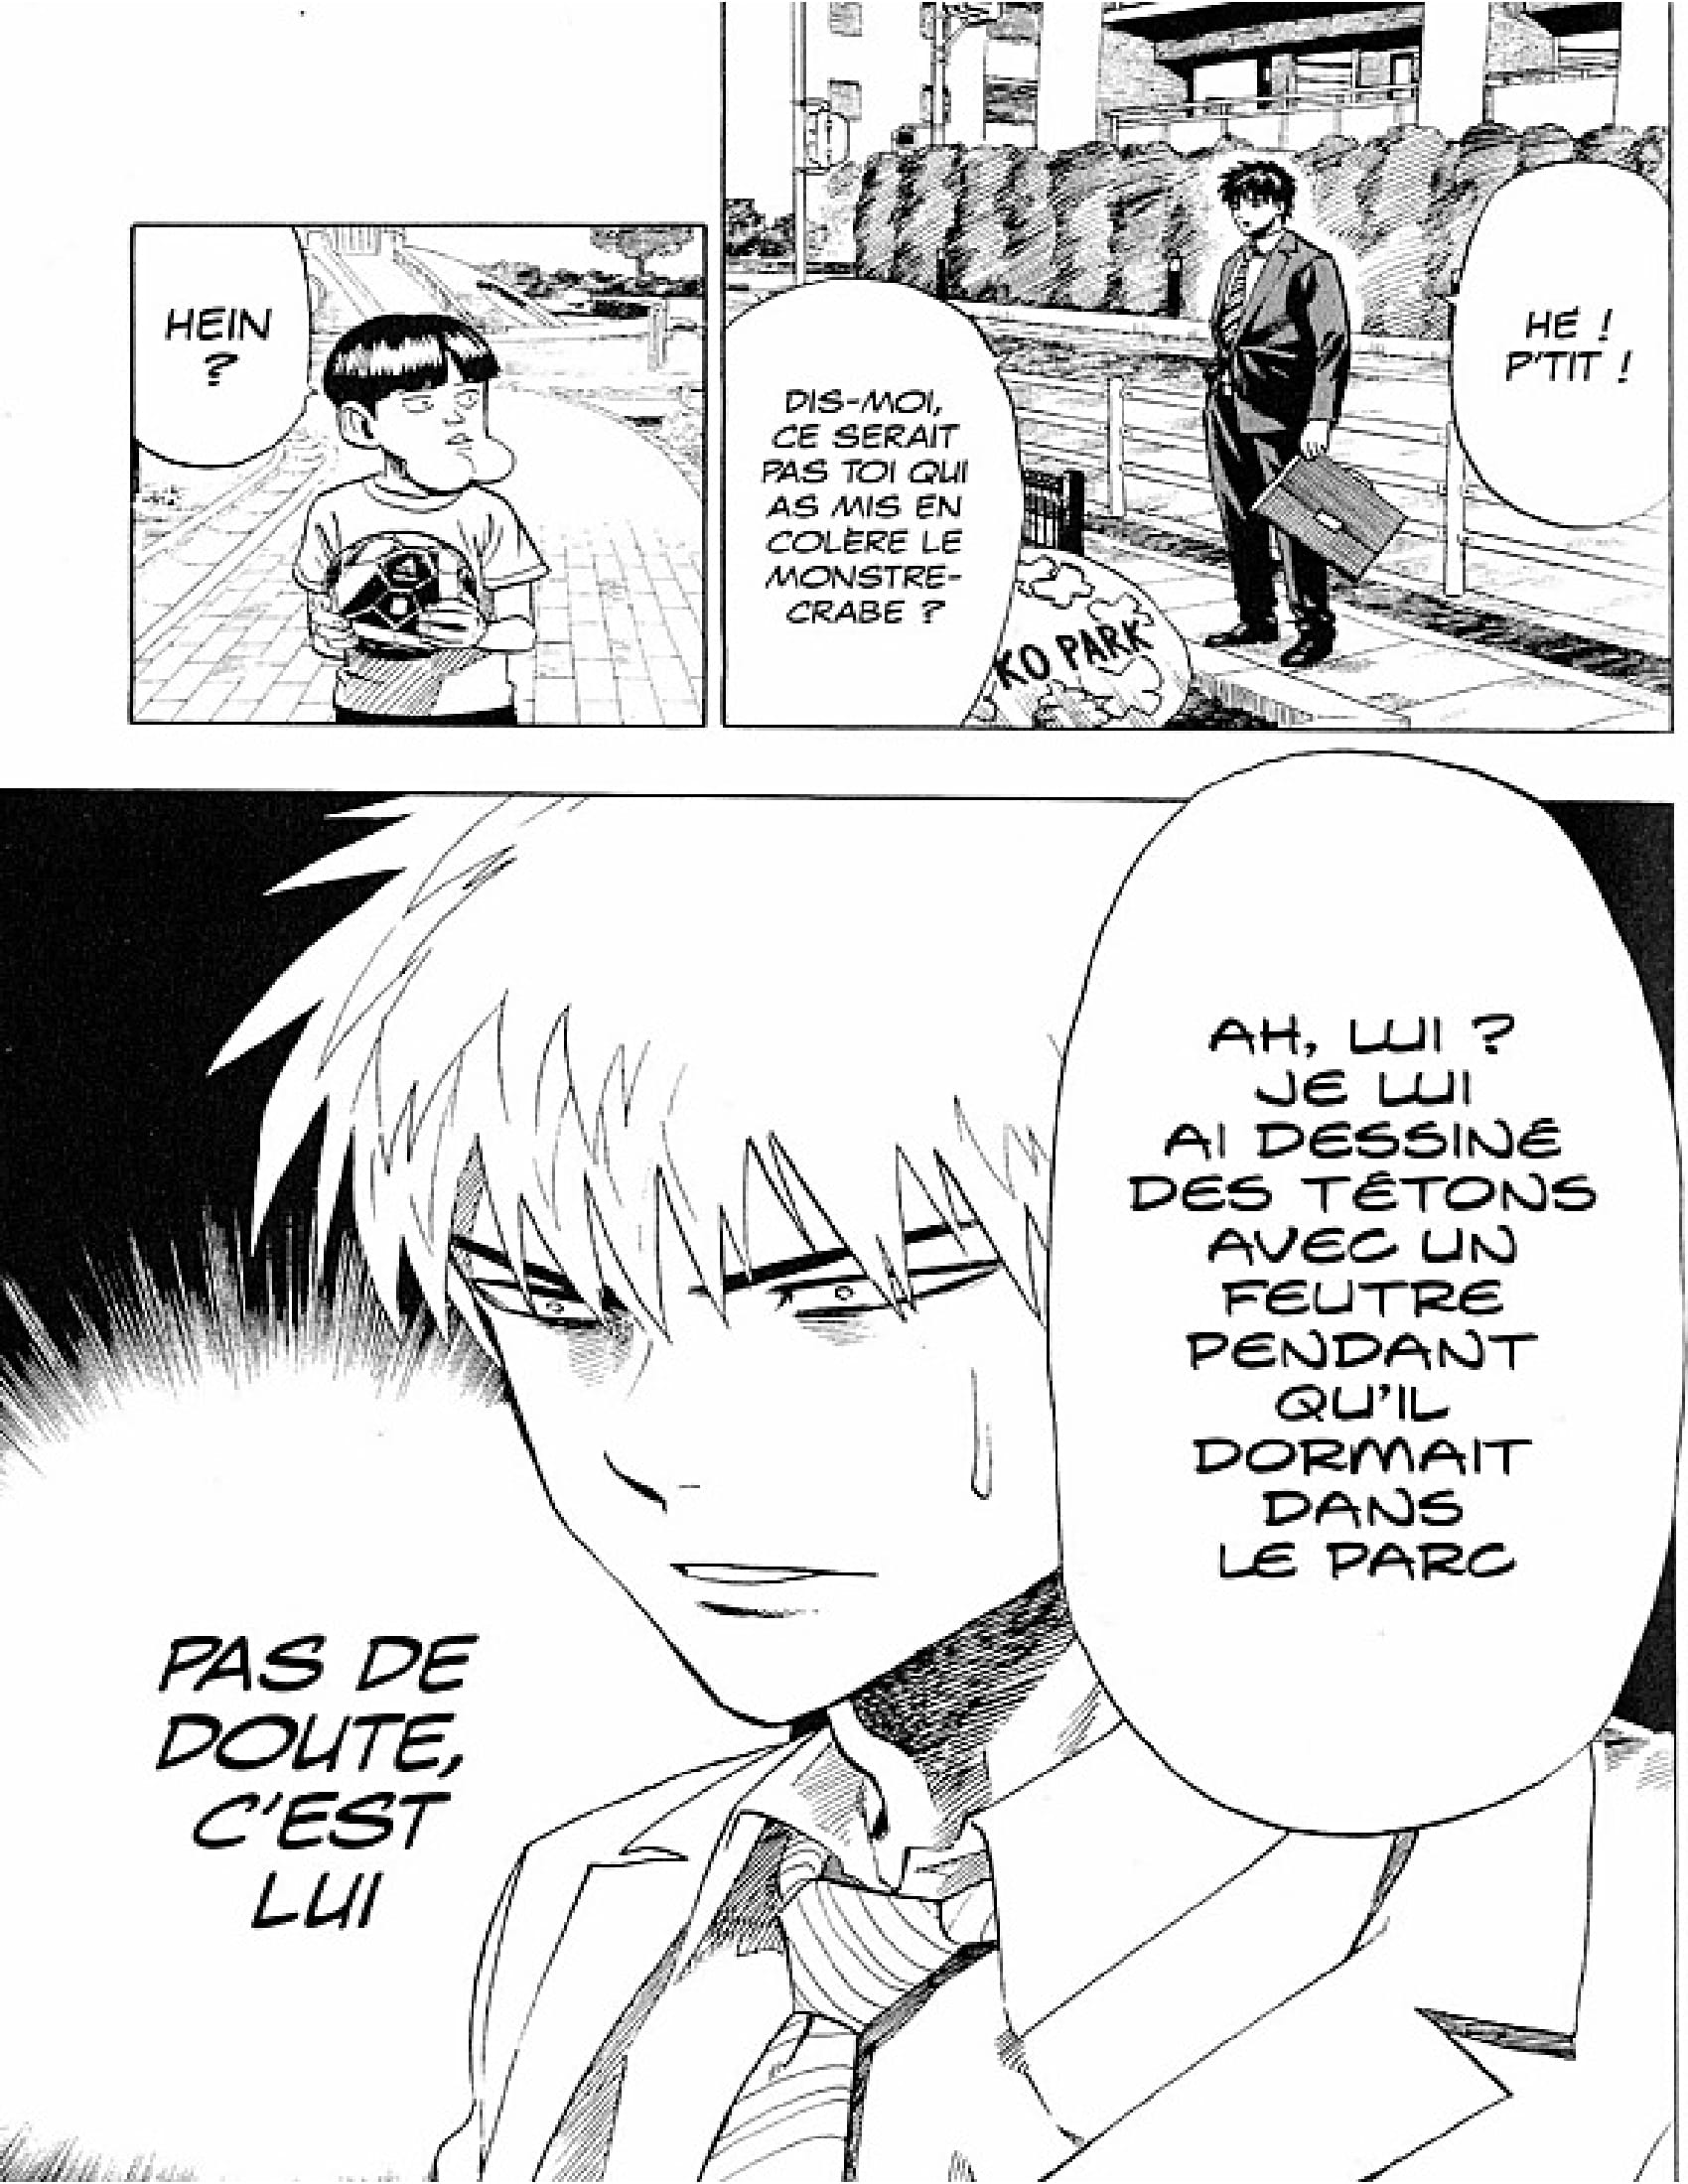 HÉ !
P'TIT !
DIS-MOI,
CE SERAIT
PAS TOI QUI
AS MIS EN
COLÈRE LE
MONSTRE-
CRABE ?
KO PARK
HEIN
?
AH, LUI ?
JE LUI
AI DESSINÉ
DES TÉTONS
AVEC UN
FEUTRE
PENDANT
QU'IL
DORMAIT
DANS
LE PARC
PAS DE
DOUTE,
C'EST
LUI